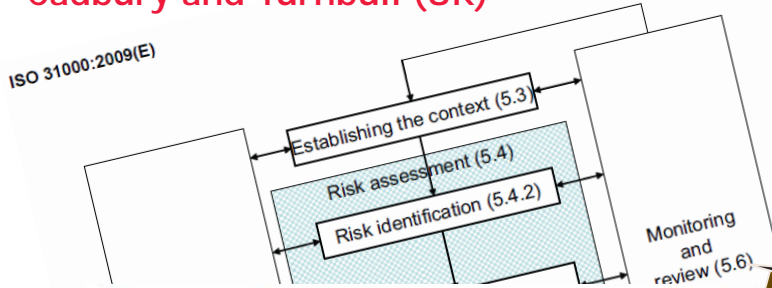 Cadbury and Turnbull (UK)
ISO 31000:2009(E)
Establishing the context (5.3)
Risk assessment (5.4)
Risk identification (5.4.2)
Monitoring
and
review (5.6)